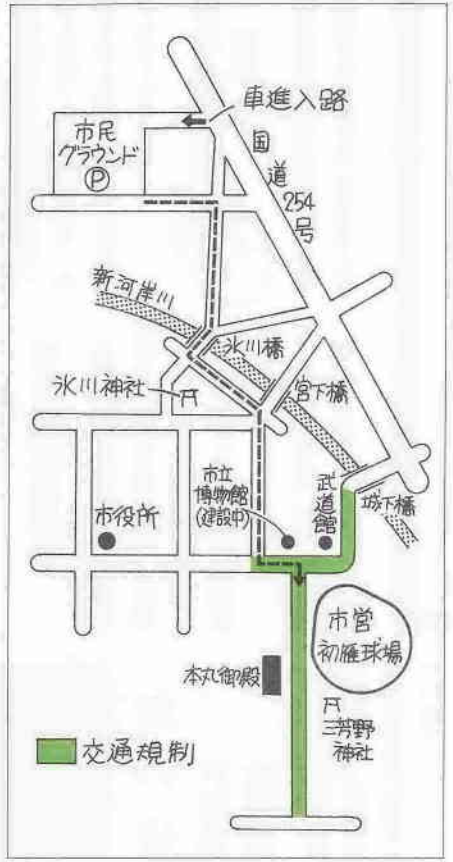 車進入路
市民
グラウンド
P
国道254号
新河岸川
氷川橋
氷川神社
宮下橋
市立
博物館
(建設中)
武道館
城下橋
市役所
市営
初雁球場
本丸御殿
三芳野
神社
交通規制